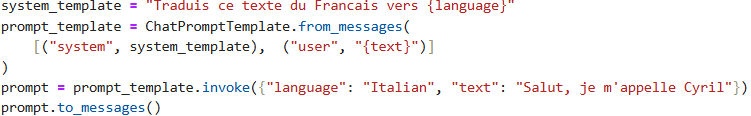 system_template = "Traduis ce texte du Francais vers {language}"
prompt_template = ChatPromptTemplate.from_messages(
    [("system", system_template), ("user", "{text}")]
)
prompt = prompt_template.invoke({"language": "Italian", "text": "Salut, je m'appelle Cyril"})
prompt.to_messages()